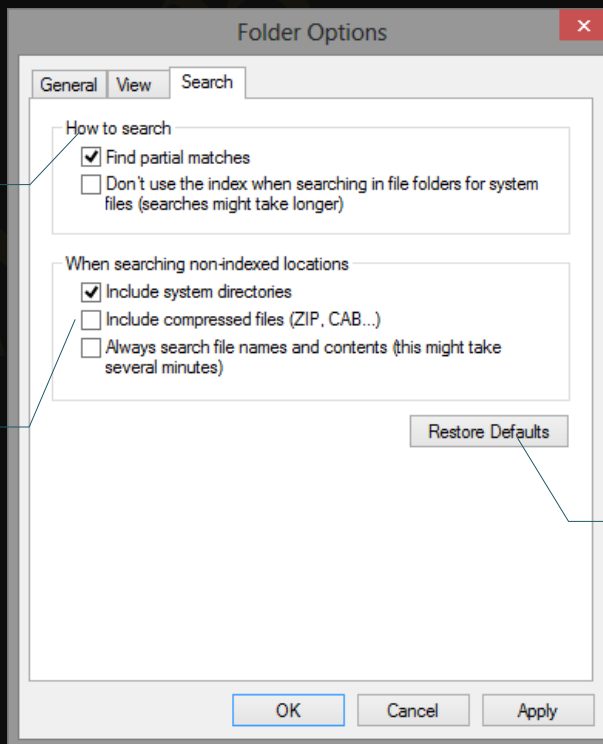 Folder Options
General View Search
How to search
Find partial matches
Don't use the index when searching in file folders for system
files (searches might take longer)
When searching non-indexed locations
Include system directories
Include compressed files (ZIP, CAB...)
Always search file names and contents (this might take
several minutes)
Restore Defaults
OK Cancel Apply